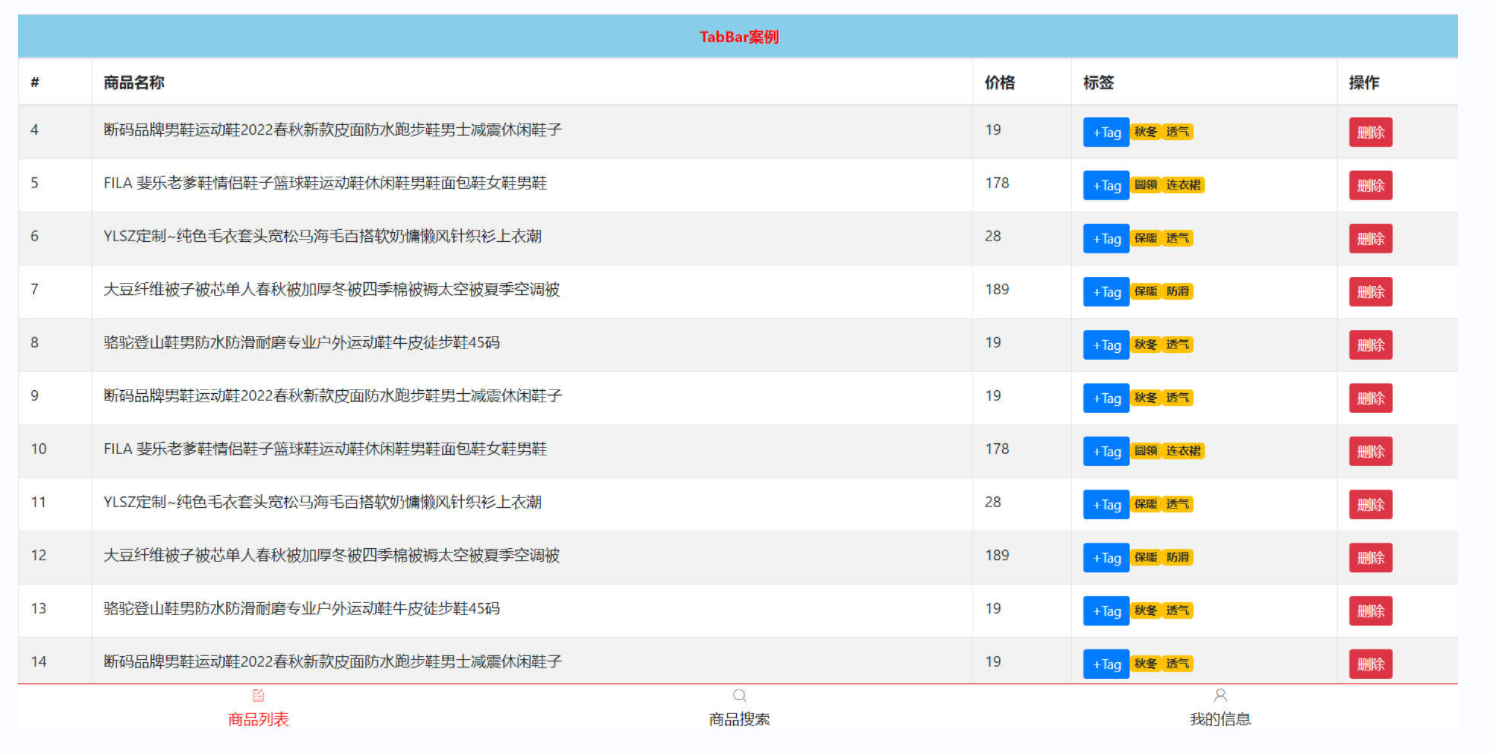 TabBar案例
# 商品名称 价格 标签 操作
4 断码品牌男鞋运动鞋2022春秋新款皮面防水跑步鞋男士减震休闲鞋子 19 +Tag 秋冬 透气 删除
5 FILA 斐乐老爹鞋情侣鞋子篮球鞋运动鞋休闲鞋男鞋面包鞋女鞋男鞋 178 +Tag 圆领 连衣裙 删除
6 YLSZ定制~纯色毛衣套头宽松马海毛百搭软奶慵懒风针织衫上衣潮 28 +Tag 保暖 透气 删除
7 大豆纤维被子被芯单人春秋被加厚冬被四季棉被褥太空被夏季空调被 189 +Tag 保暖 防滑 删除
8 骆驼登山鞋男防水防滑耐磨专业户外运动鞋牛皮徒步鞋45码 19 +Tag 秋冬 透气 删除
9 断码品牌男鞋运动鞋2022春秋新款皮面防水跑步鞋男士减震休闲鞋子 19 +Tag 秋冬 透气 删除
10 FILA 斐乐老爹鞋情侣鞋子篮球鞋运动鞋休闲鞋男鞋面包鞋女鞋男鞋 178 +Tag 圆领 连衣裙 删除
11 YLSZ定制~纯色毛衣套头宽松马海毛百搭软奶慵懒风针织衫上衣潮 28 +Tag 保暖 透气 删除
12 大豆纤维被子被芯单人春秋被加厚冬被四季棉被褥太空被夏季空调被 189 +Tag 保暖 防滑 删除
13 骆驼登山鞋男防水防滑耐磨专业户外运动鞋牛皮徒步鞋45码 19 +Tag 秋冬 透气 删除
14 断码品牌男鞋运动鞋2022春秋新款皮面防水跑步鞋男士减震休闲鞋子 19 +Tag 秋冬 透气 删除
商品列表 商品搜索 我的信息